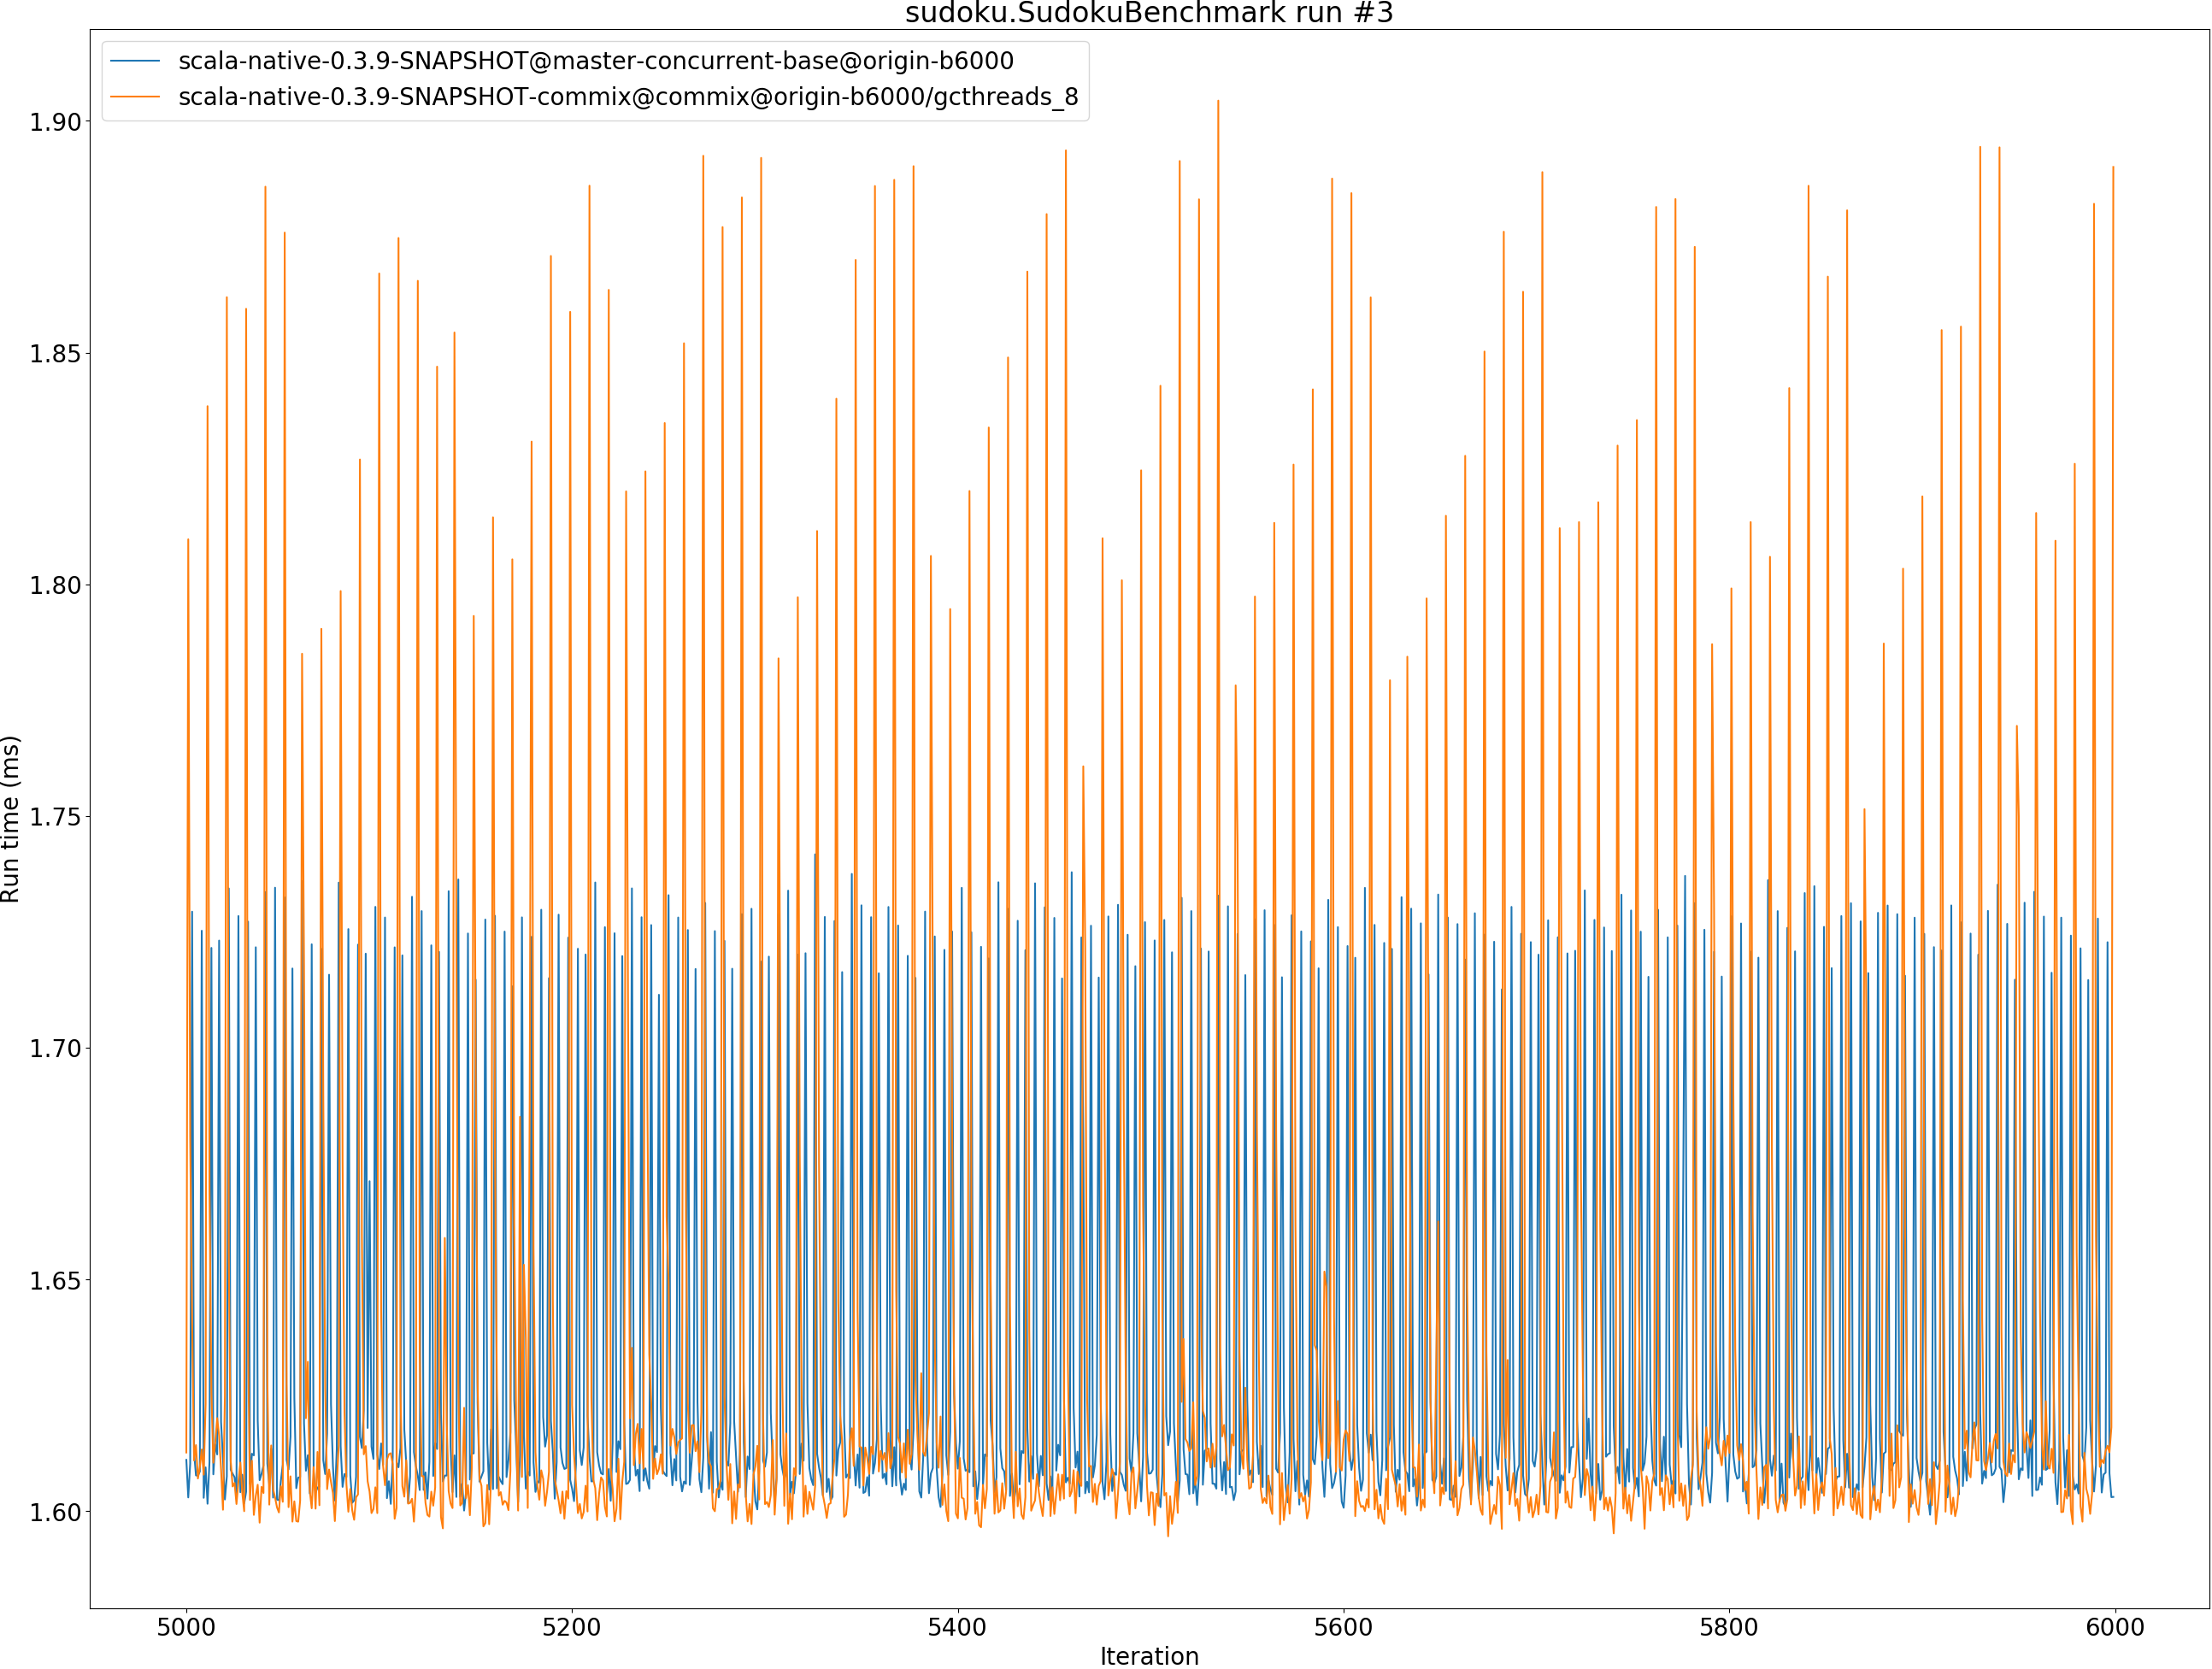 sudoku.SudokuBenchmark run #3
scala-native-0.3.9-SNAPSHOT@master-concurrent-base@origin-b6000
scala-native-0.3.9-SNAPSHOT-commix@commix@origin-b6000/gcthreads_8
1.90
1.85
1.80
1.75
1.70
1.65
1.60
Run time (ms)
5000 5200 5400 5600 5800 6000
Iteration